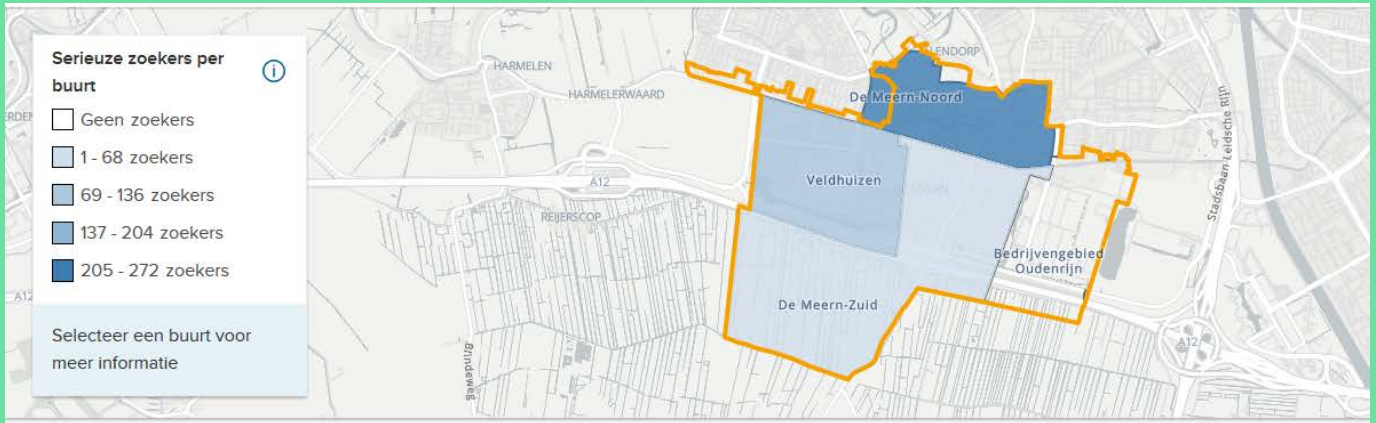 Serieuze zoekers per
buurt
Geen zoekers
1 - 68 zoekers
69 - 136 zoekers
137 - 204 zoekers
205 - 272 zoekers
Selecteer een buurt voor
meer informatie
HARMELEN
HARMELERWAARD
A12
REIJERSCOP
LENDORP
De Meern-Noord
Veldhuizen
Bedrijvengebied
Oudenrijn
De Meern-Zuid
Stadsbaan Leidsche Rijn
A12
A12